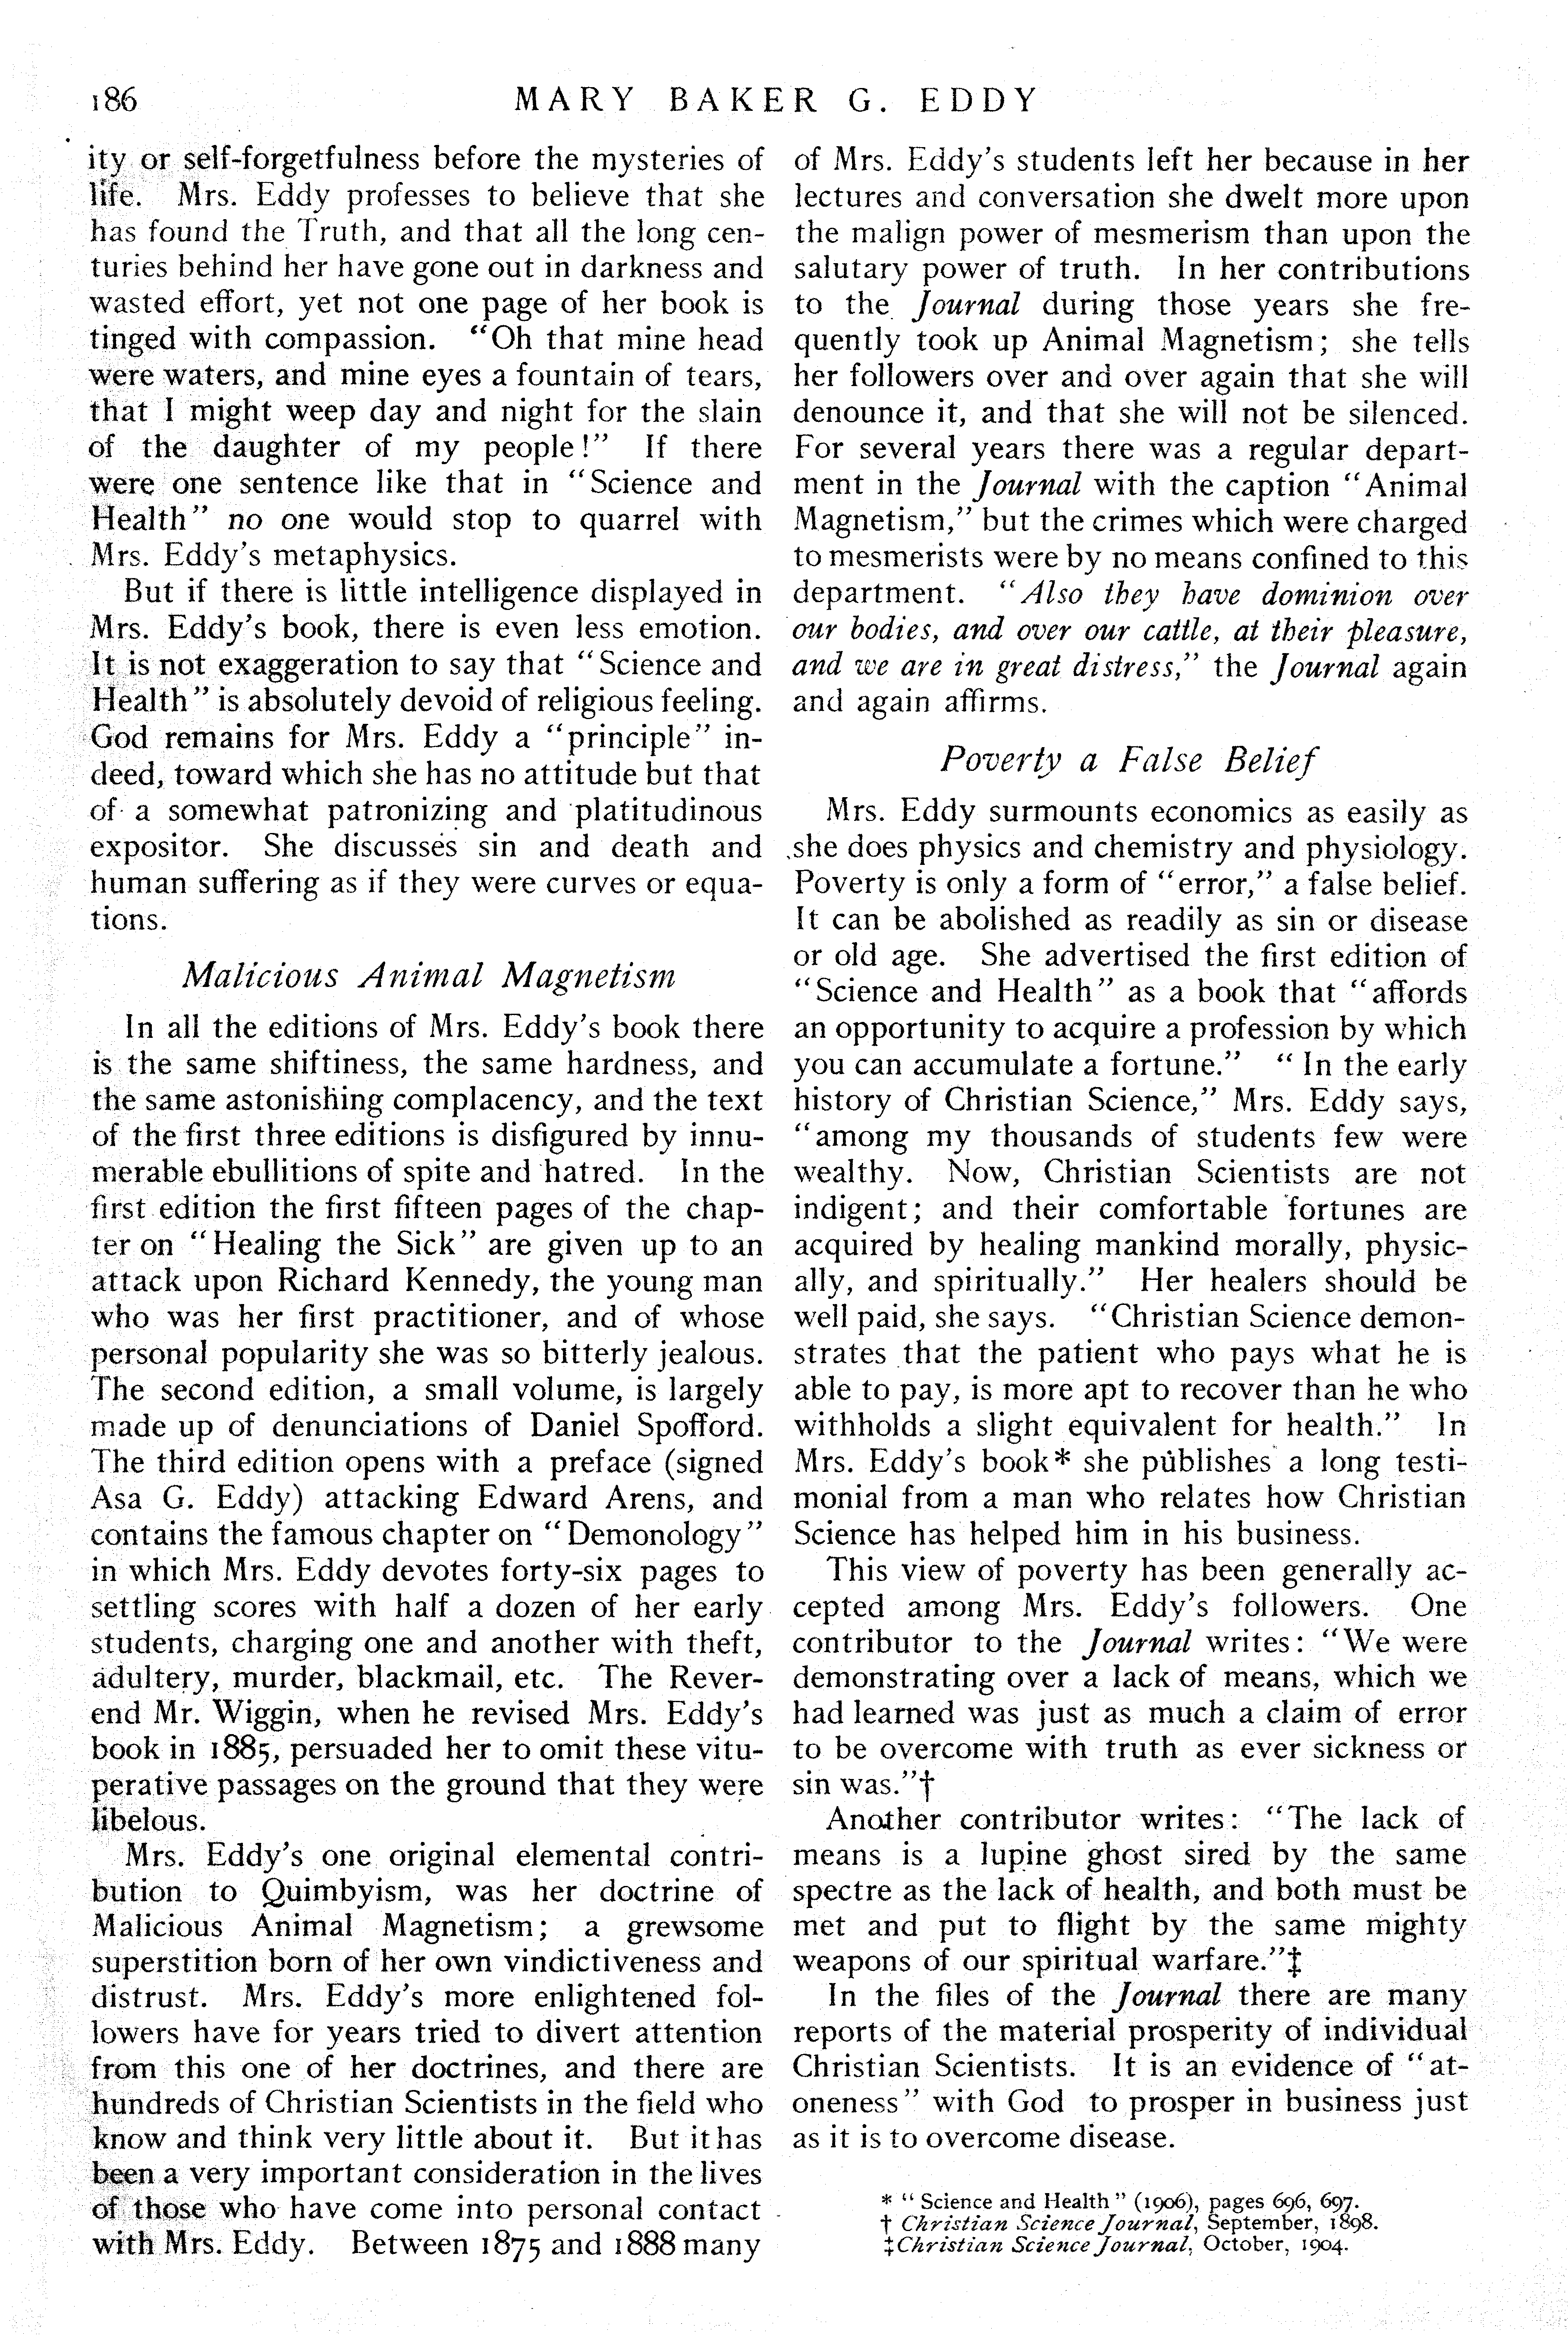 186
MARY BAKER G. EDDY
ity or self-forgetfulness before the mysteries of
life. Mrs. Eddy professes to believe that she
has found the Truth, and that all the long cen-
turies behind her have gone out in darkness and
wasted effort, yet not one page of her book is
tinged with compassion. “Oh that mine head
were waters, and mine eyes a fountain of tears,
that I might weep day and night for the slain
of the daughter of my people!” If there
were one sentence like that in “Science and
Health” no one would stop to quarrel with
Mrs. Eddy’s metaphysics.
But if there is little intelligence displayed in
Mrs. Eddy’s book, there is even less emotion.
It is not exaggeration to say that “Science and
Health” is absolutely devoid of religious feeling.
God remains for Mrs. Eddy a “principle” in-
deed, toward which she has no attitude but that
of a somewhat patronizing and platitudinous
expositor. She discusses sin and death and
human suffering as if they were curves or equa-
tions.
Malicious Animal Magnetism
In all the editions of Mrs. Eddy’s book there
is the same shiftiness, the same hardness, and
the same astonishing complacency, and the text
of the first three editions is disfigured by innu-
merable ebullitions of spite and hatred. In the
first edition the first fifteen pages of the chap-
ter on “Healing the Sick” are given up to an
attack upon Richard Kennedy, the young man
who was her first practitioner, and of whose
personal popularity she was so bitterly jealous.
The second edition, a small volume, is largely
made up of denunciations of Daniel Spofford.
The third edition opens with a preface (signed
Asa G. Eddy) attacking Edward Arens, and
contains the famous chapter on “Demonology”
in which Mrs. Eddy devotes forty-six pages to
settling scores with half a dozen of her early
students, charging one and another with theft,
adultery, murder, blackmail, etc. The Rever-
end Mr. Wiggin, when he revised Mrs. Eddy’s
book in 1885, persuaded her to omit these vitu-
perative passages on the ground that they were
libelous.
Mrs. Eddy’s one original elemental contri-
bution to Quimbyism, was her doctrine of
Malicious Animal Magnetism; a grewsome
superstition born of her own vindictiveness and
distrust. Mrs. Eddy’s more enlightened fol-
lowers have for years tried to divert attention
from this one of her doctrines, and there are
hundreds of Christian Scientists in the field who
know and think very little about it. But it has
been a very important consideration in the lives
of those who have come into personal contact
with Mrs. Eddy. Between 1875 and 1888 many
of Mrs. Eddy’s students left her because in her
lectures and conversation she dwelt more upon
the malign power of mesmerism than upon the
salutary power of truth. In her contributions
to the Journal during those years she fre-
quently took up Animal Magnetism; she tells
her followers over and over again that she will
denounce it, and that she will not be silenced.
For several years there was a regular depart-
ment in the Journal with the caption “Animal
Magnetism,” but the crimes which were charged
to mesmerists were by no means confined to this
department. “Also they have dominion over
our bodies, and over our cattle, at their pleasure,
and we are in great distress,” the Journal again
and again affirms.
Poverty a False Belief
Mrs. Eddy surmounts economics as easily as
she does physics and chemistry and physiology.
Poverty is only a form of “error,” a false belief.
It can be abolished as readily as sin or disease
or old age. She advertised the first edition of
“Science and Health” as a book that “affords
an opportunity to acquire a profession by which
you can accumulate a fortune.” “In the early
history of Christian Science,” Mrs. Eddy says,
“among my thousands of students few were
wealthy. Now, Christian Scientists are not
indigent; and their comfortable fortunes are
acquired by healing mankind morally, physic-
ally, and spiritually.” Her healers should be
well paid, she says. “Christian Science demon-
strates that the patient who pays what he is
able to pay, is more apt to recover than he who
withholds a slight equivalent for health.” In
Mrs. Eddy’s book* she publishes a long testi-
monial from a man who relates how Christian
Science has helped him in his business.
This view of poverty has been generally ac-
cepted among Mrs. Eddy’s followers. One
contributor to the Journal writes: “We were
demonstrating over a lack of means, which we
had learned was just as much a claim of error
to be overcome with truth as ever sickness or
sin was.”†
Another contributor writes: “The lack of
means is a lupine ghost sired by the same
spectre as the lack of health, and both must be
met and put to flight by the same mighty
weapons of our spiritual warfare.”‡
In the files of the Journal there are many
reports of the material prosperity of individual
Christian Scientists. It is an evidence of “at-
oneness” with God to prosper in business just
as it is to overcome disease.
* “Science and Health” (1906), pages 696, 697.
† Christian Science Journal, September, 1898.
‡ Christian Science Journal, October, 1904.